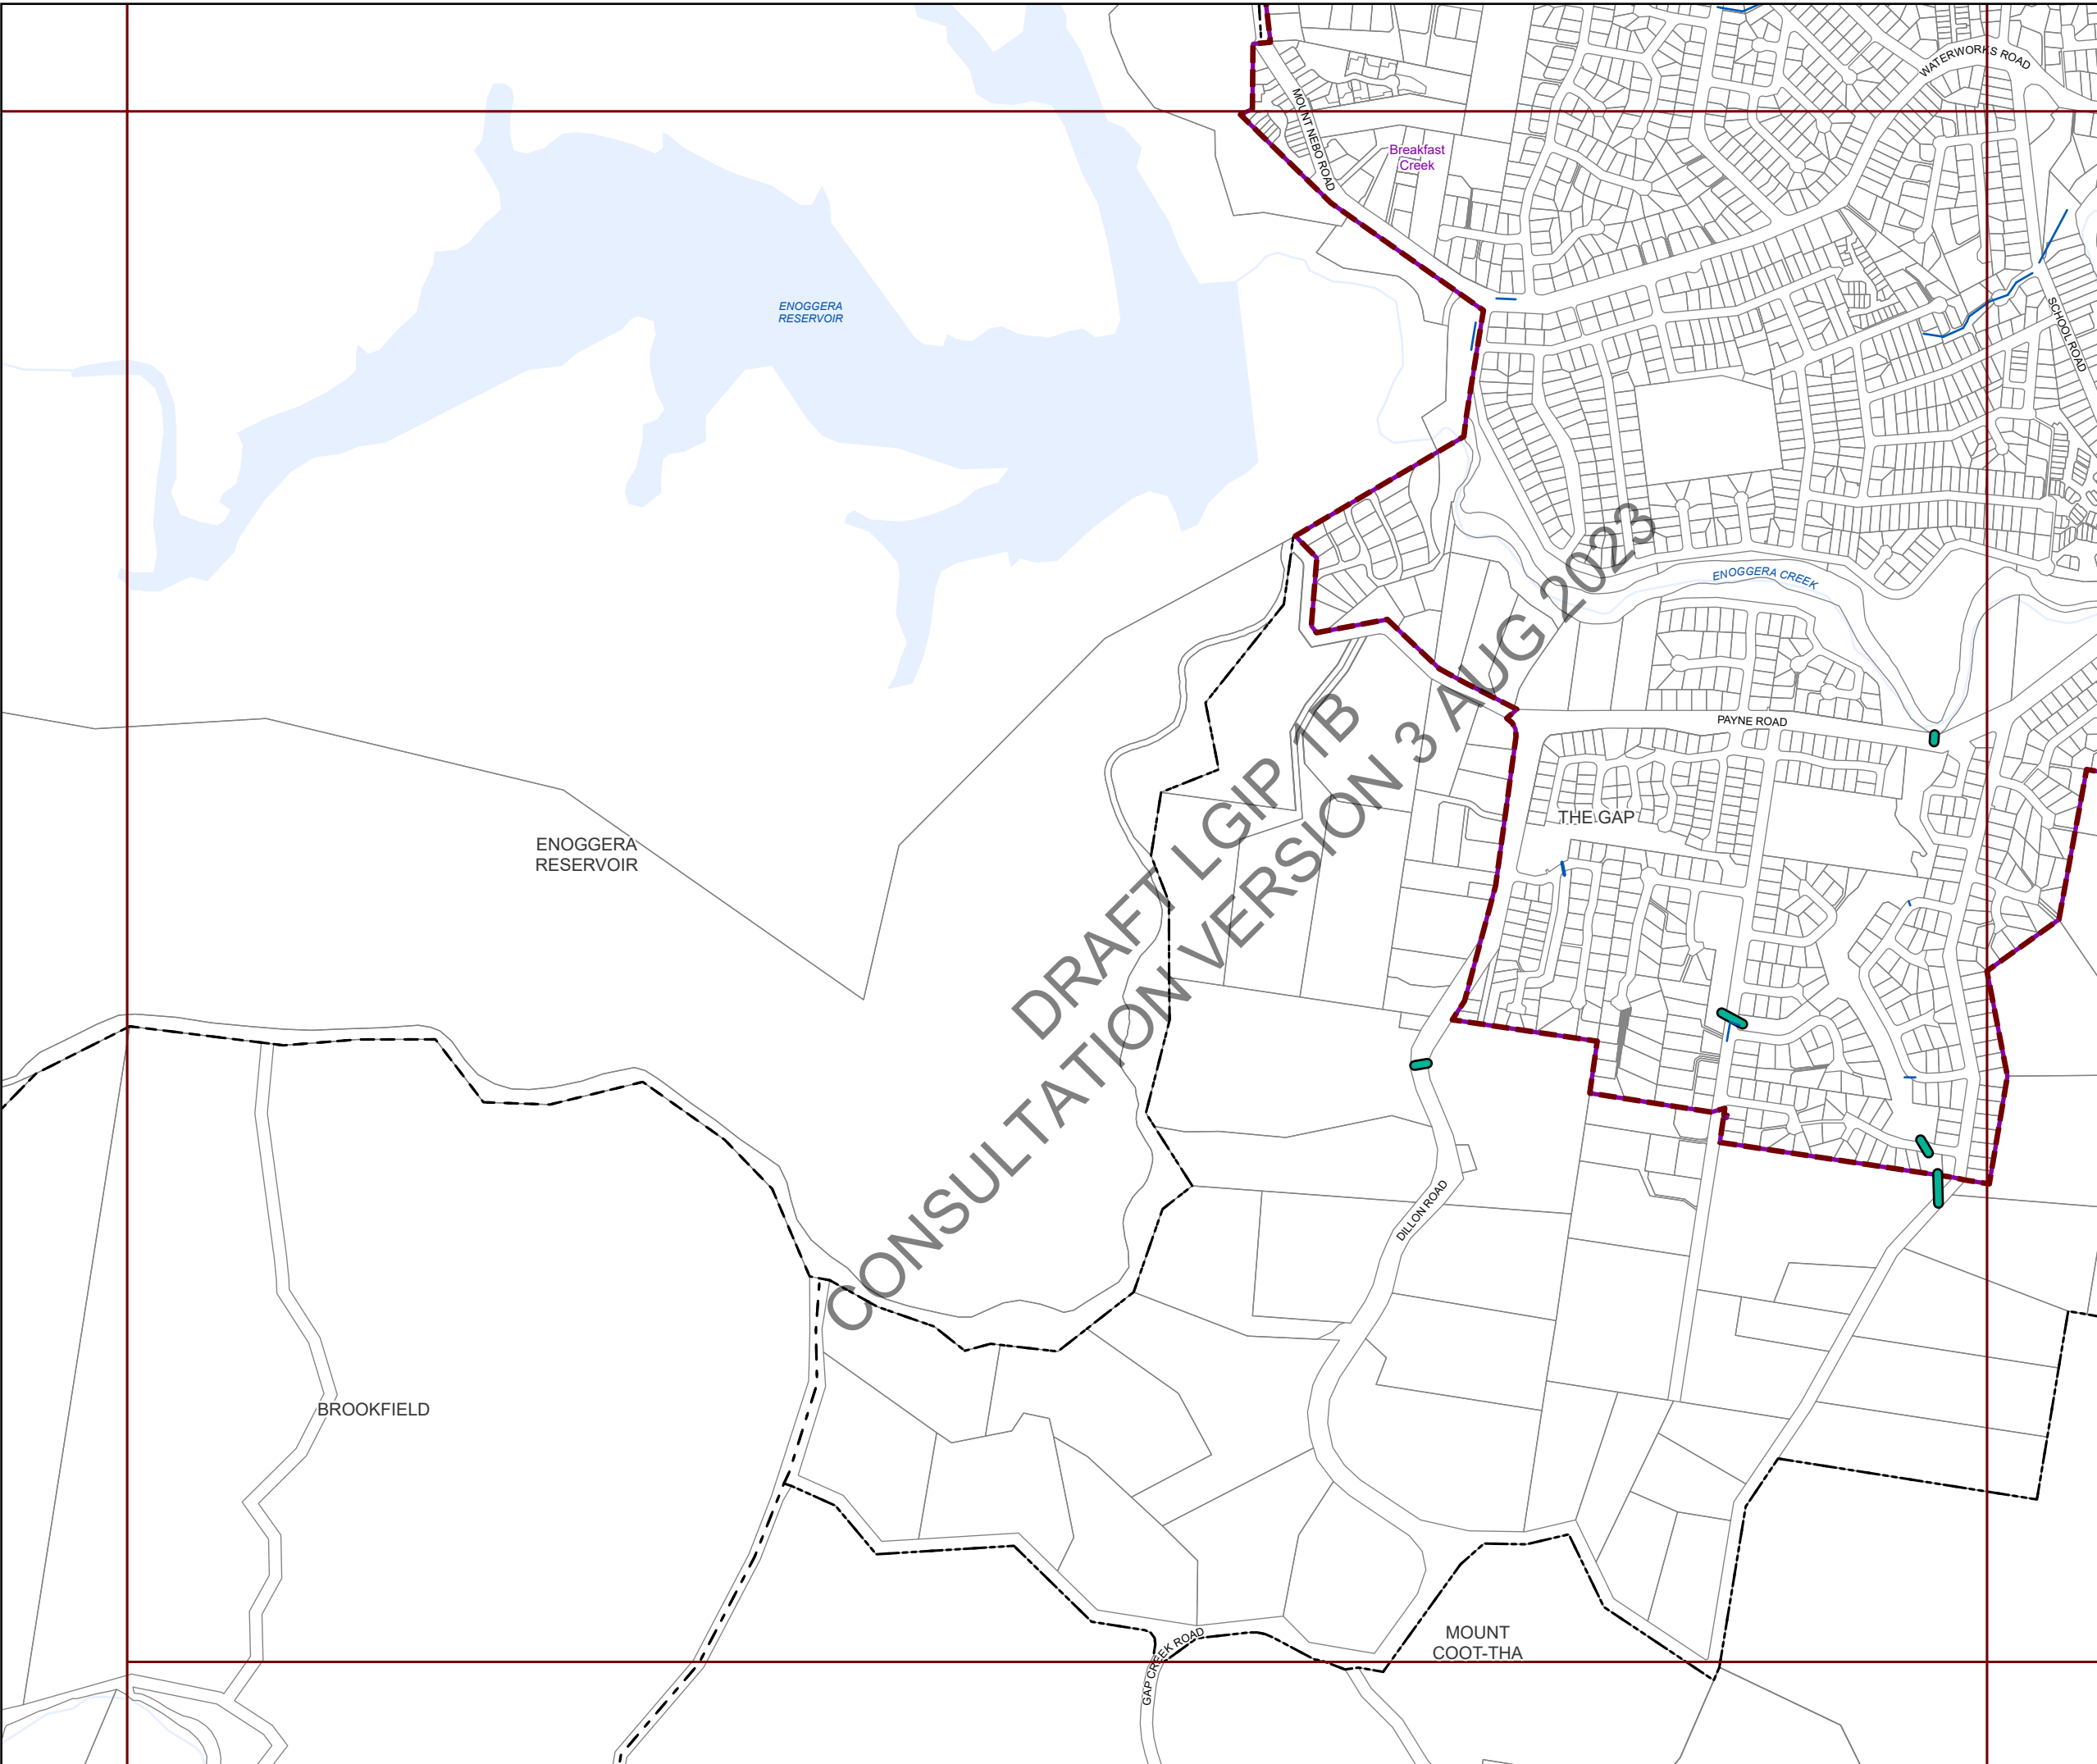 WATERWORKS ROAD
MOUNT NEBO ROAD
Breakfast
Creek
ENOGGERA
RESERVOIR
SCHOOL ROAD
ENOGGERA CREEK
PAYNE ROAD
THE GAP
ENOGGERA
RESERVOIR
DRAFT LGIP 1B
CONSULTATION VERSION 3 AUG 2023
DILLON ROAD
BROOKFIELD
GAP CREEK ROAD
MOUNT
COOT-THA